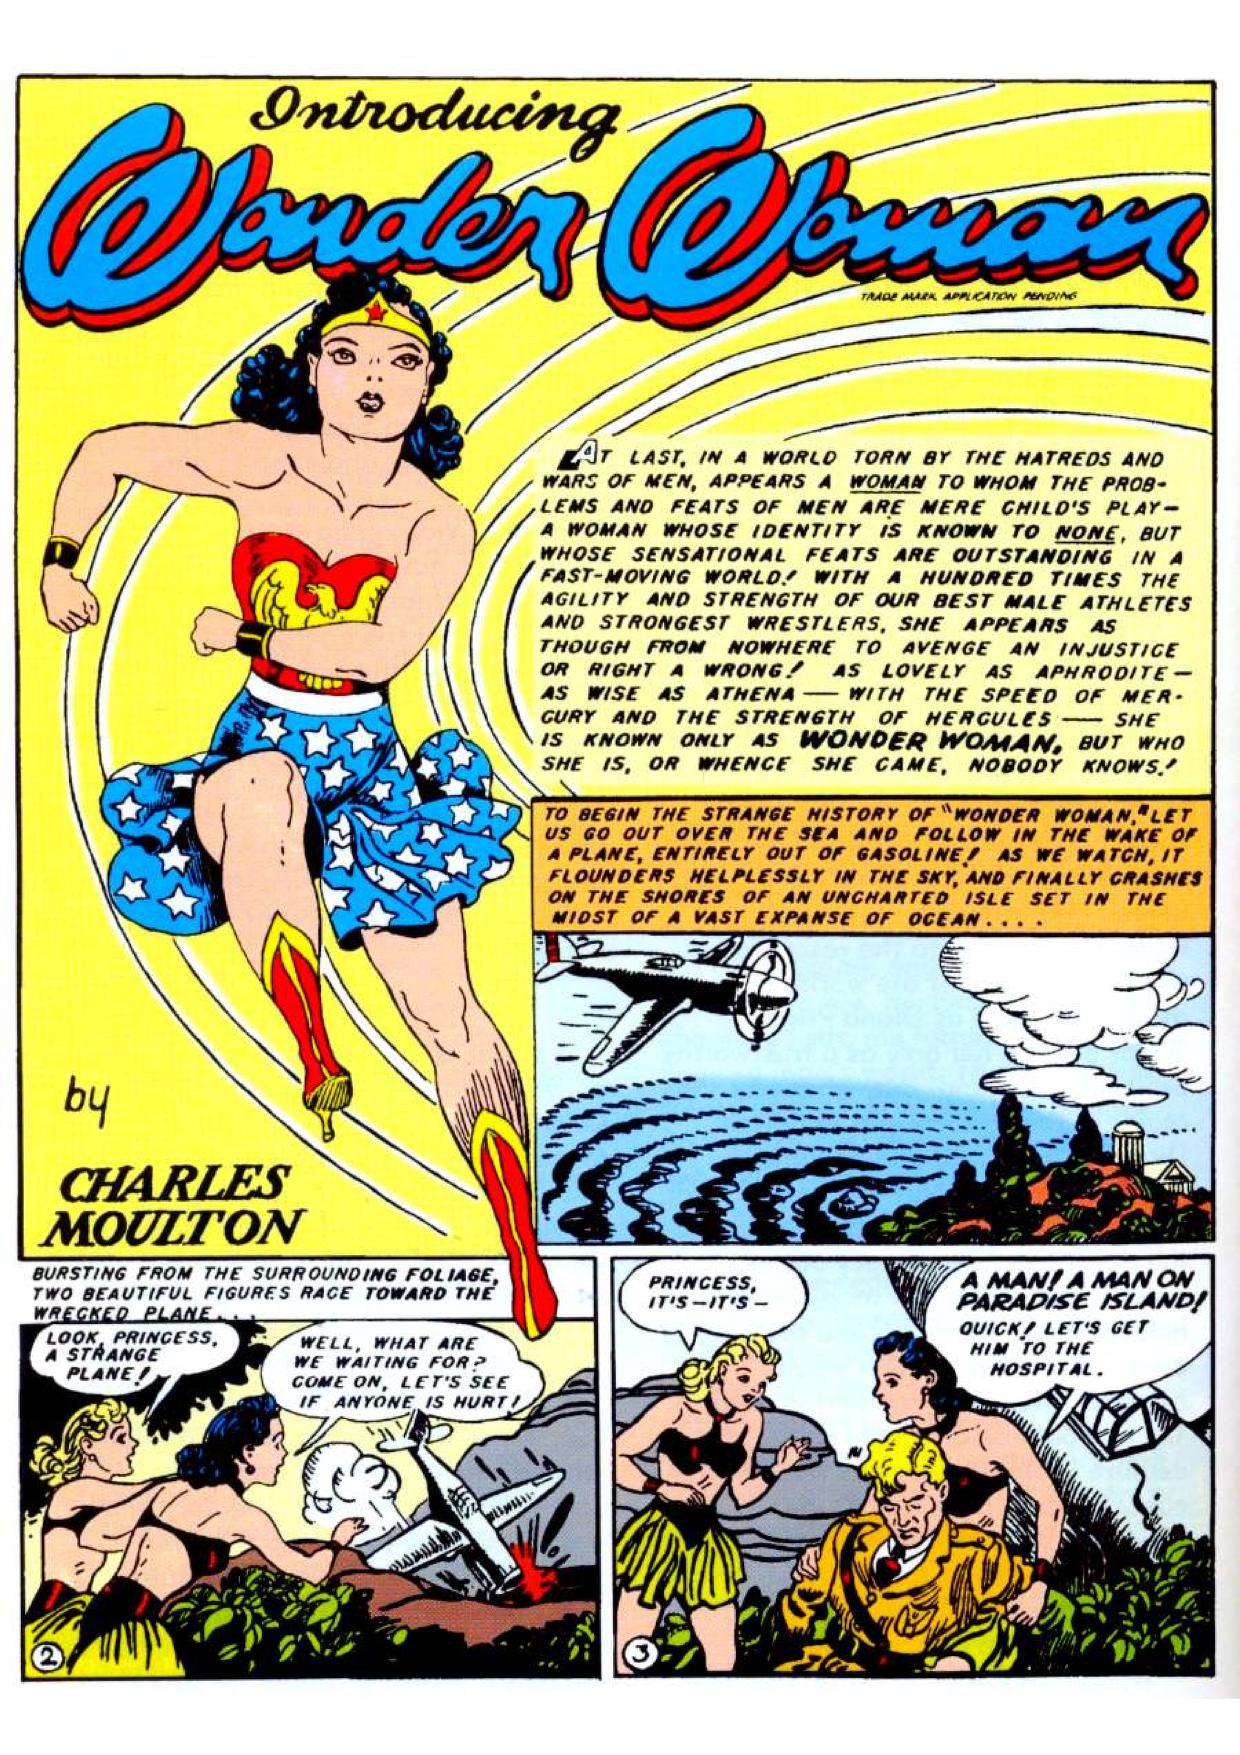 Introducing
Wonder Woman
TRADE MARK APPLICATION PENDING
AT LAST, IN A WORLD TORN BY THE HATREDS AND
WARS OF MEN, APPEARS A WOMAN TO WHOM THE PROB-
LEMS AND FEATS OF MEN ARE MERE CHILD'S PLAY—
A WOMAN WHOSE IDENTITY IS KNOWN TO NONE, BUT
WHOSE SENSATIONAL FEATS ARE OUTSTANDING IN A
FAST-MOVING WORLD! WITH A HUNDRED TIMES THE
AGILITY AND STRENGTH OF OUR BEST MALE ATHLETES
AND STRONGEST WRESTLERS, SHE APPEARS AS
THOUGH FROM NOWHERE TO AVENGE AN INJUSTICE
OR RIGHT A WRONG! AS LOVELY AS APHRODITE—
AS WISE AS ATHENA — WITH THE SPEED OF MER-
CURY AND THE STRENGTH OF HERCULES — SHE
IS KNOWN ONLY AS WONDER WOMAN, BUT WHO
SHE IS, OR WHENCE SHE CAME, NOBODY KNOWS!
by
CHARLES
MOULTON
TO BEGIN THE STRANGE HISTORY OF "WONDER WOMAN," LET
US GO OUT OVER THE SEA AND FOLLOW IN THE WAKE OF
A PLANE, ENTIRELY OUT OF GASOLINE! AS WE WATCH, IT
FLOUNDERS HELPLESSLY IN THE SKY, AND FINALLY CRASHES
ON THE SHORES OF AN UNCHARTED ISLE SET IN THE
MIDST OF A VAST EXPANSE OF OCEAN....
BURSTING FROM THE SURROUNDING FOLIAGE,
TWO BEAUTIFUL FIGURES RACE TOWARD THE
WRECKED PLANE...
LOOK, PRINCESS,
A STRANGE
PLANE!
WELL, WHAT ARE
WE WAITING FOR?
COME ON, LET'S SEE
IF ANYONE IS HURT!
2
PRINCESS,
IT'S—IT'S—
A MAN! A MAN ON
PARADISE ISLAND!
QUICK! LET'S GET
HIM TO THE
HOSPITAL.
3